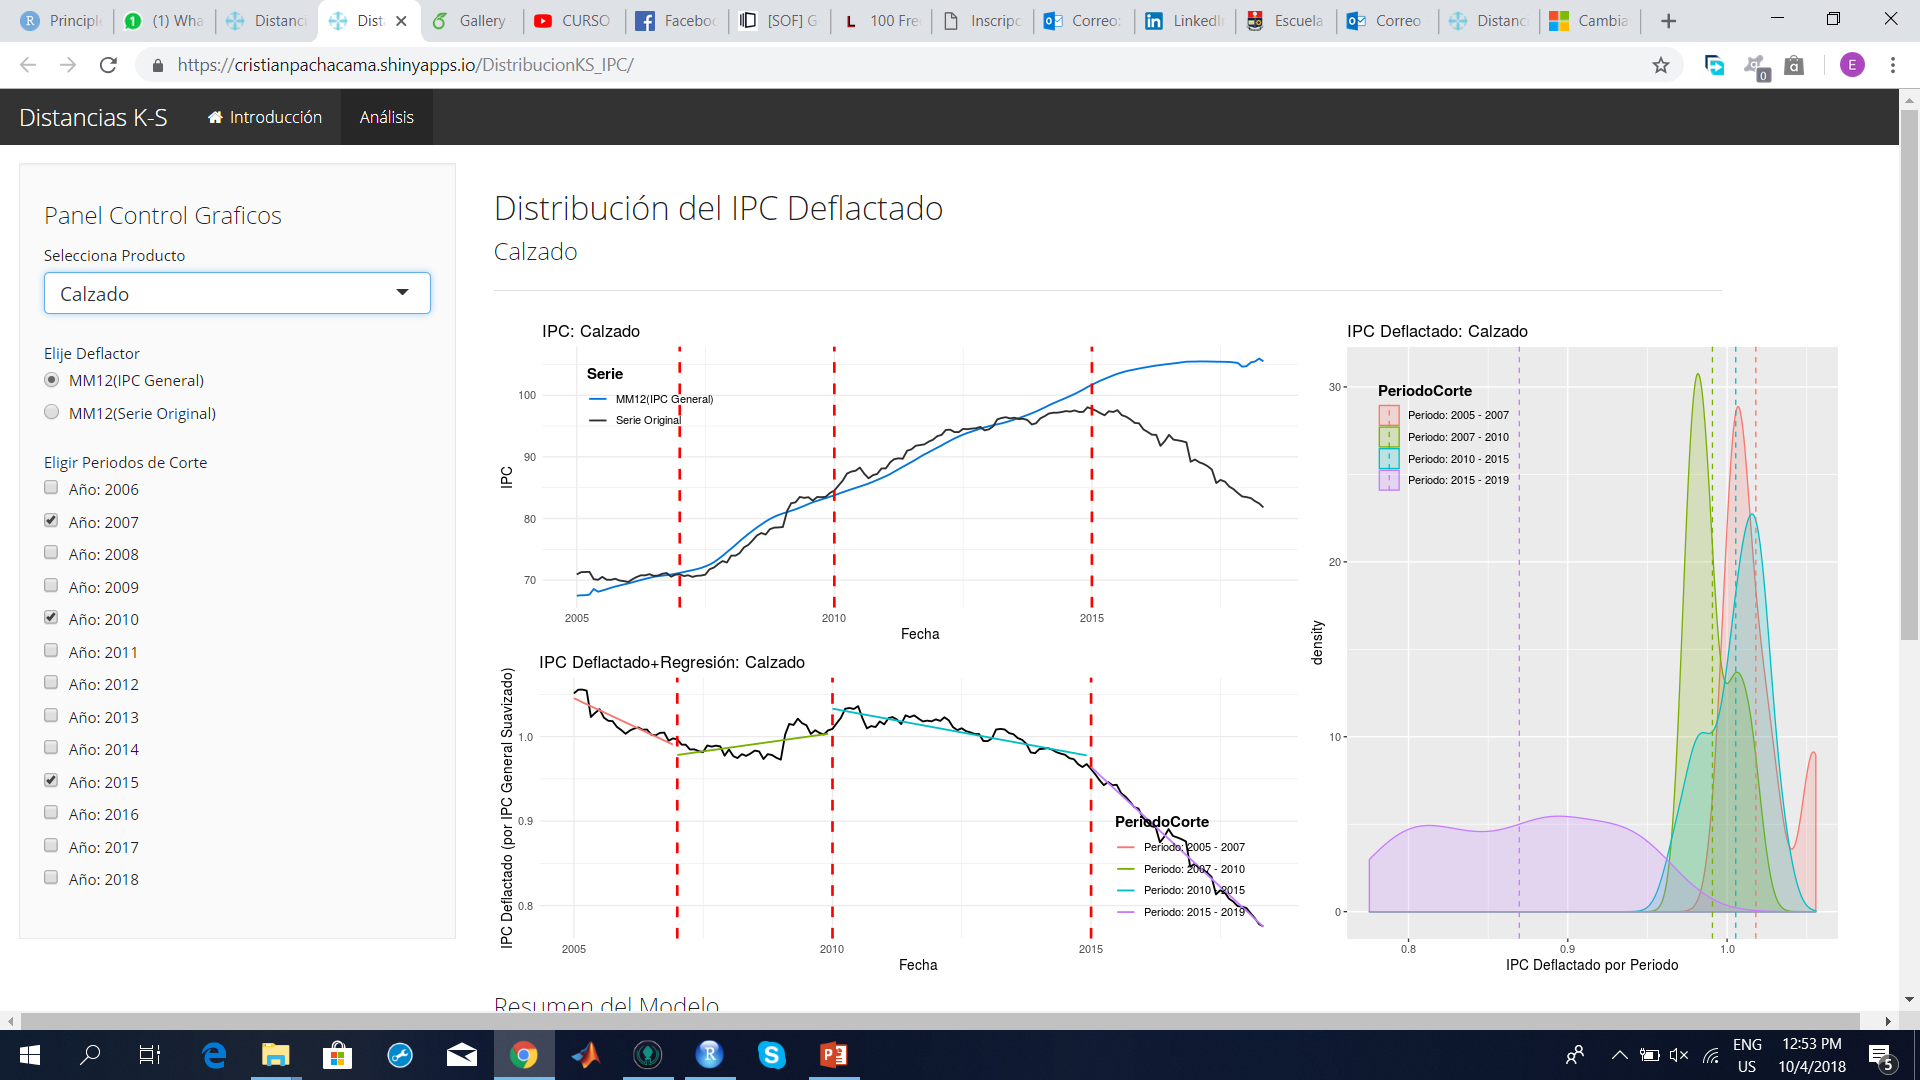 Principl
(1) Wha
Distanci
Dist
Gallery
CURSO
Faceboo
[SOF] G
100 Fre
Inscripc
Correo:
LinkedIn
Escuela
Correo
Distanc
Cambia
https://cristianpachacama.shinyapps.io/DistribucionKS_IPC/
0
E
Distancias K-S
Introducción
Análisis
Panel Control Graficos
Selecciona Producto
Calzado
Elije Deflactor
MM12(IPC General)
MM12(Serie Original)
Eligir Periodos de Corte
Año: 2006
Año: 2007
Año: 2008
Año: 2009
Año: 2010
Año: 2011
Año: 2012
Año: 2013
Año: 2014
Año: 2015
Año: 2016
Año: 2017
Año: 2018
Distribución del IPC Deflactado
Calzado
IPC: Calzado
Serie
MM12(IPC General)
Serie Original
100
90
80
70
IPC
2005
2010
2015
Fecha
IPC Deflactado+Regresión: Calzado
IPC Deflactado (por IPC General Suavizado)
1.0
0.9
0.8
PeriodoCorte
Periodo: 2005 - 2007
Periodo: 2007 - 2010
Periodo: 2010 - 2015
Periodo: 2015 - 2019
2005
2010
2015
Fecha
IPC Deflactado: Calzado
PeriodoCorte
Periodo: 2005 - 2007
Periodo: 2007 - 2010
Periodo: 2010 - 2015
Periodo: 2015 - 2019
30
20
10
0
density
0.8
0.9
1.0
IPC Deflactado por Periodo
Resumen del Modelo
ENG
US
12:53 PM
10/4/2018
5